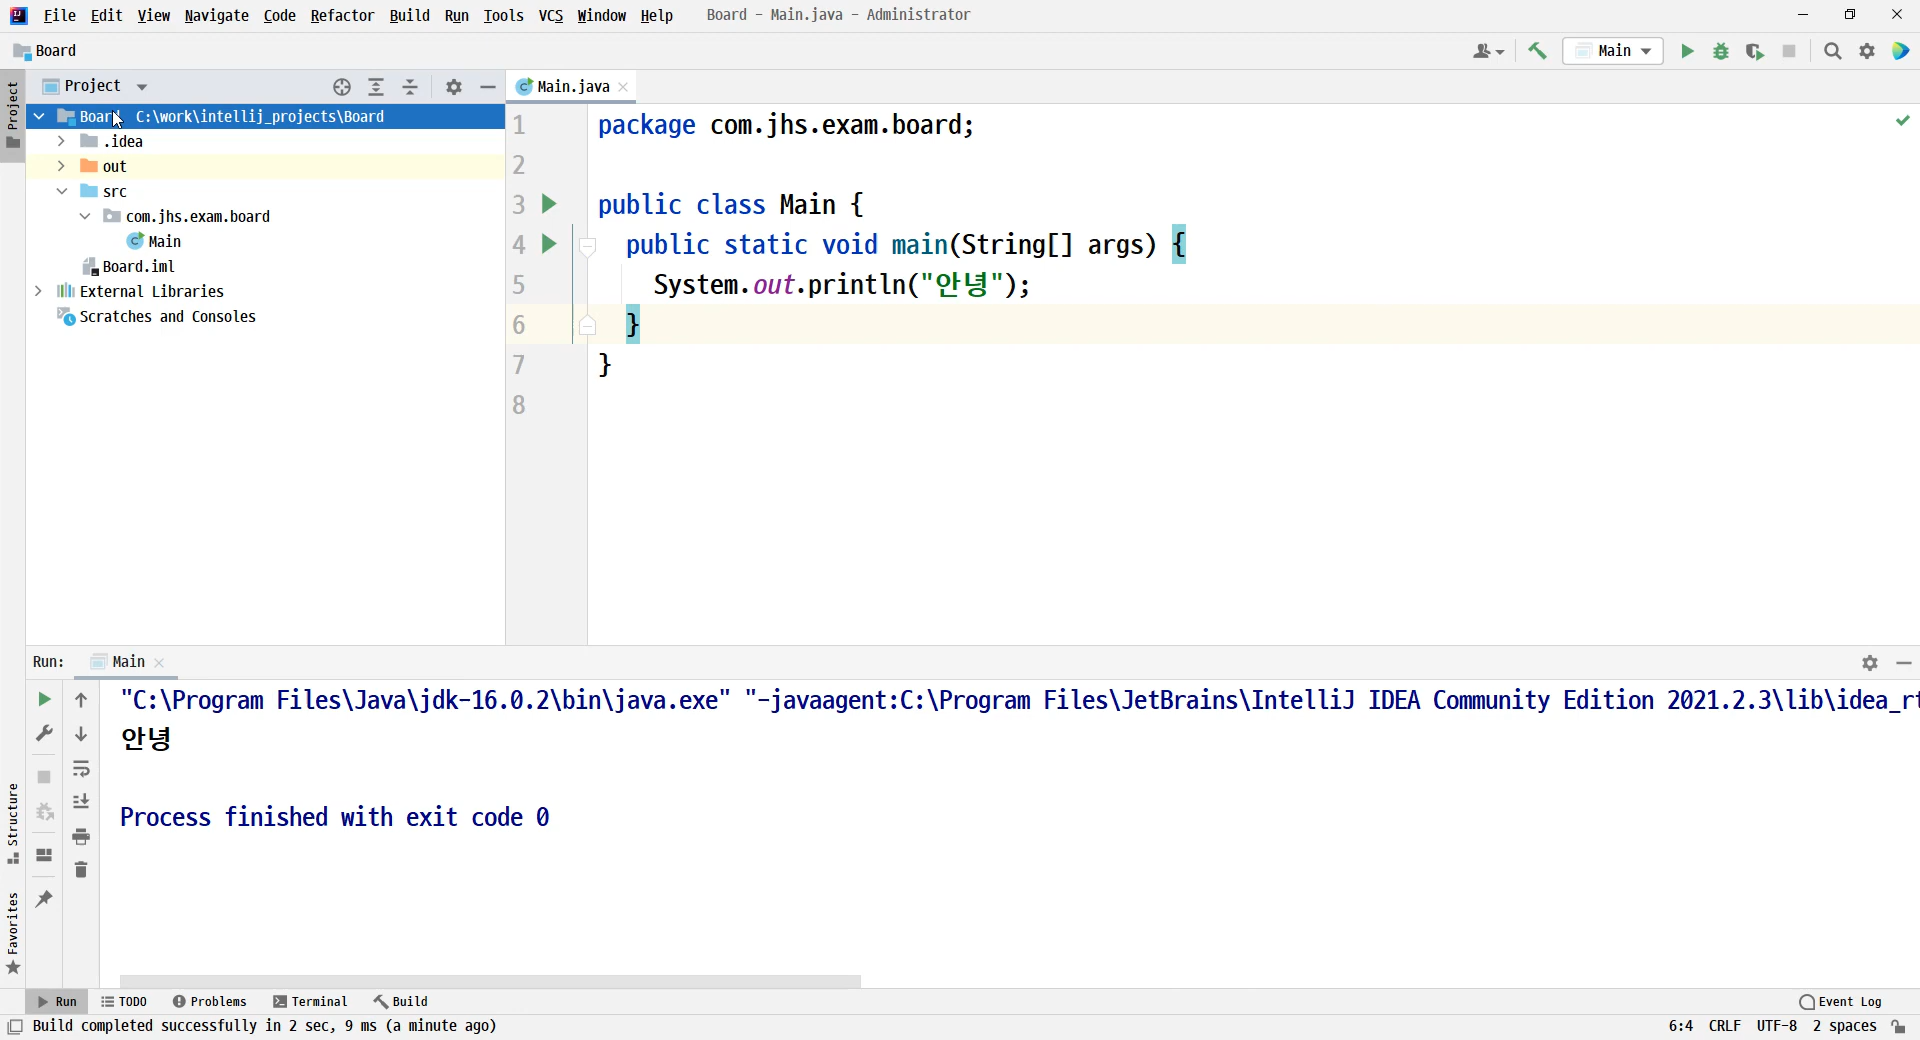 File Edit View Navigate Code Refactor Build Run Tools VCS Window Help Board - Main.java - Administrator
Board
Main
Project
Project
Main.java
Board C:\work\intellij_projects\Board
.idea
out
src
com.jhs.exam.board
Main
Board.iml
External Libraries
Scratches and Consoles
1 package com.jhs.exam.board;
2
3 public class Main {
4 public static void main(String[] args) {
5 System.out.println("안녕");
6 }
7 }
8
Run: Main
"C:\Program Files\Java\jdk-16.0.2\bin\java.exe" "-javaagent:C:\Program Files\JetBrains\IntelliJ IDEA Community Edition 2021.2.3\lib\idea_rt
안녕
Process finished with exit code 0
Structure
Favorites
Run TODO Problems Terminal Build Event Log
Build completed successfully in 2 sec, 9 ms (a minute ago) 6:4 CRLF UTF-8 2 spaces